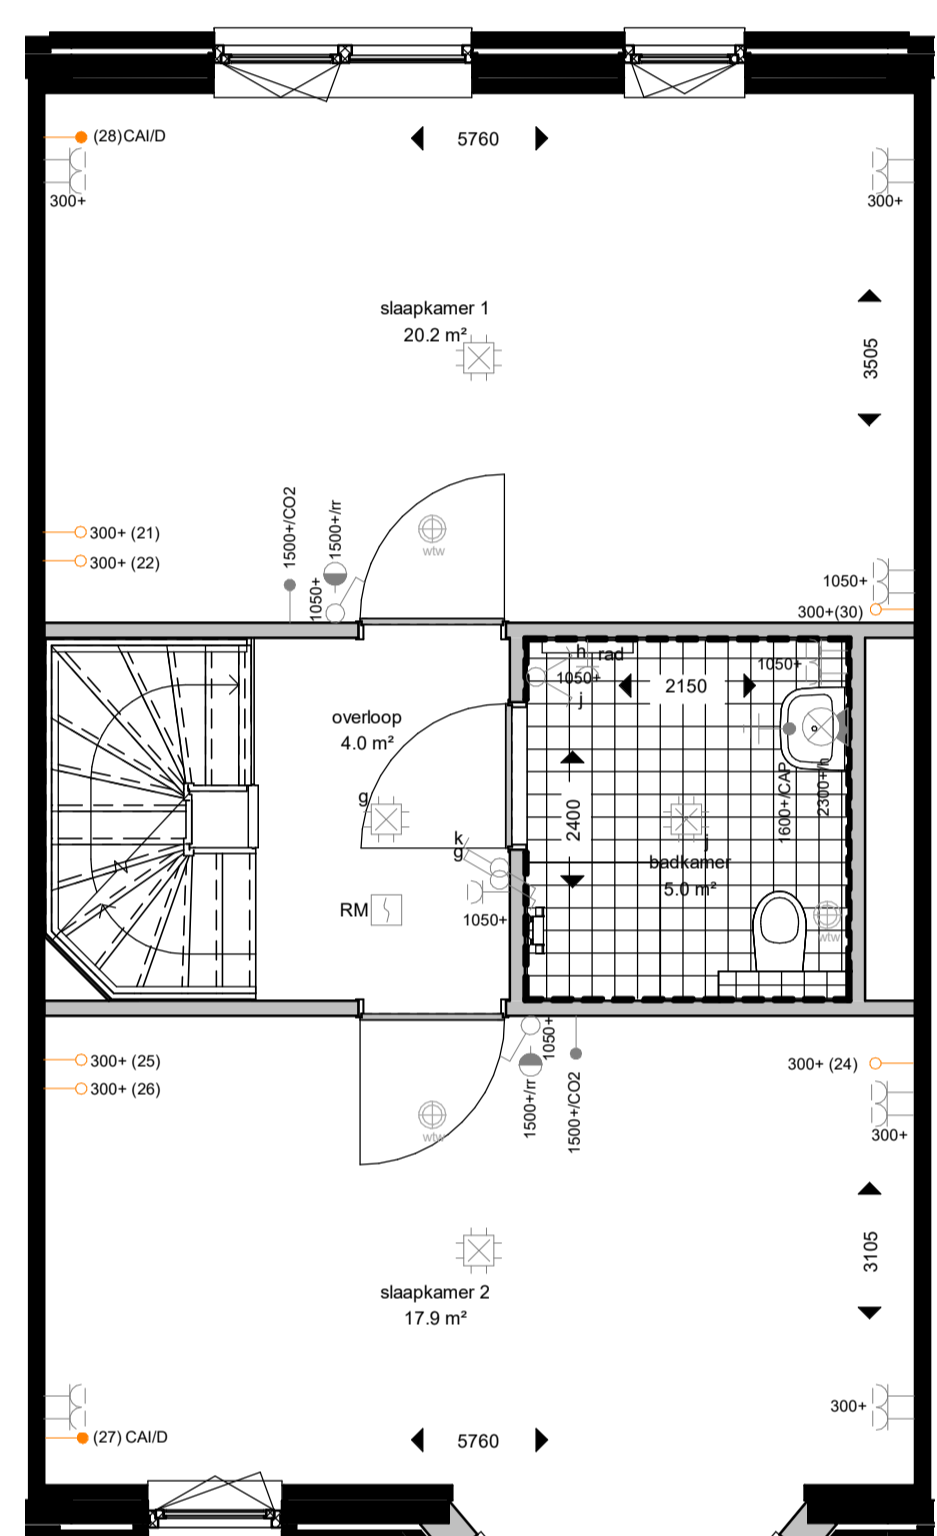 (28)CAI/D
5760
300+
300+
slaapkamer 1
20.2 m²
3505
1500+/CO2
1500+/rr
1050+
wtw
300+ (21)
300+ (22)
1050+
300+(30)
h
rad
1050+
j
2150
1050+
overloop
4.0 m²
g
k
g
1050+
RM
2400
1600+/CAP
2300+/h
j
badkamer
5.0 m²
wtw
300+ (25)
300+ (26)
1050+
1500+/rr
1500+/CO2
wtw
300+ (24)
300+
3105
slaapkamer 2
17.9 m²
300+
(27) CAI/D
5760